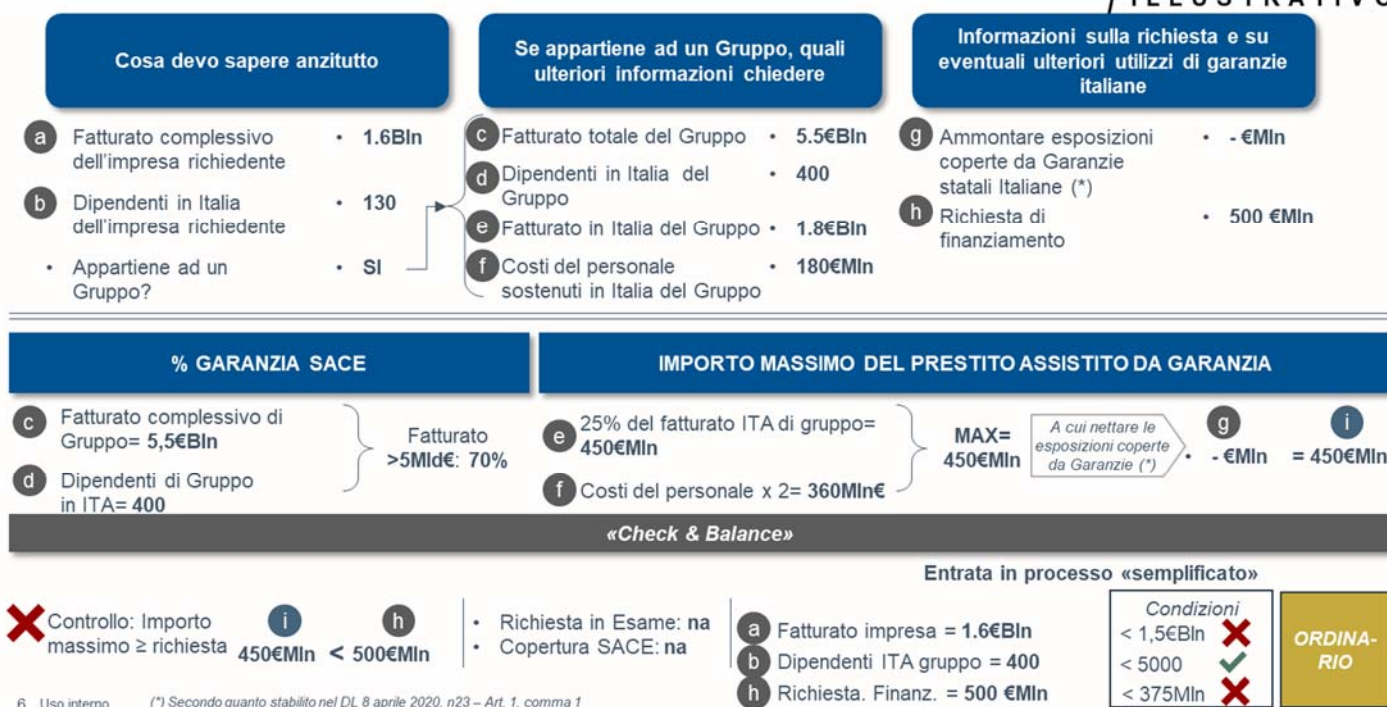 ILLUSTRATIVO
Cosa devo sapere anzitutto
a Fatturato complessivo • 1.6Bln
dell'impresa richiedente
b Dipendenti in Italia • 130
dell'impresa richiedente
• Appartiene ad un • SI
Gruppo?
Se appartiene ad un Gruppo, quali
ulteriori informazioni chiedere
c Fatturato totale del Gruppo • 5.5€Bln
d Dipendenti in Italia del • 400
Gruppo
e Fatturato in Italia del Gruppo • 1.8€Bln
f Costi del personale • 180€Mln
sostenuti in Italia del Gruppo
Informazioni sulla richiesta e su
eventuali ulteriori utilizzi di garanzie
italiane
g Ammontare esposizioni • - €Mln
coperte da Garanzie
statali Italiane (*)
h Richiesta di • 500 €Mln
finanziamento
% GARANZIA SACE
c Fatturato complessivo di
Gruppo= 5,5€Bln
d Dipendenti di Gruppo
in ITA= 400
Fatturato
>5Mld€: 70%
IMPORTO MASSIMO DEL PRESTITO ASSISTITO DA GARANZIA
e 25% del fatturato ITA di gruppo=
450€Mln
f Costi del personale x 2= 360Mln€
MAX=
450€Mln
A cui nettare le
esposizioni coperte
da Garanzie (*)
g
• - €Mln
i
= 450€Mln
«Check & Balance»
Controllo: Importo
massimo ≥ richiesta
i h
450€Mln < 500€Mln
• Richiesta in Esame: na
• Copertura SACE: na
Entrata in processo «semplificato»
a Fatturato impresa = 1.6€Bln
b Dipendenti ITA gruppo = 400
h Richiesta. Finanz. = 500 €Mln
Condizioni
< 1,5€Bln
< 5000
< 375Mln
ORDINA-
RIO
6 Uso interno (*) Secondo quanto stabilito nel DL 8 aprile 2020, n23 – Art. 1, comma 1